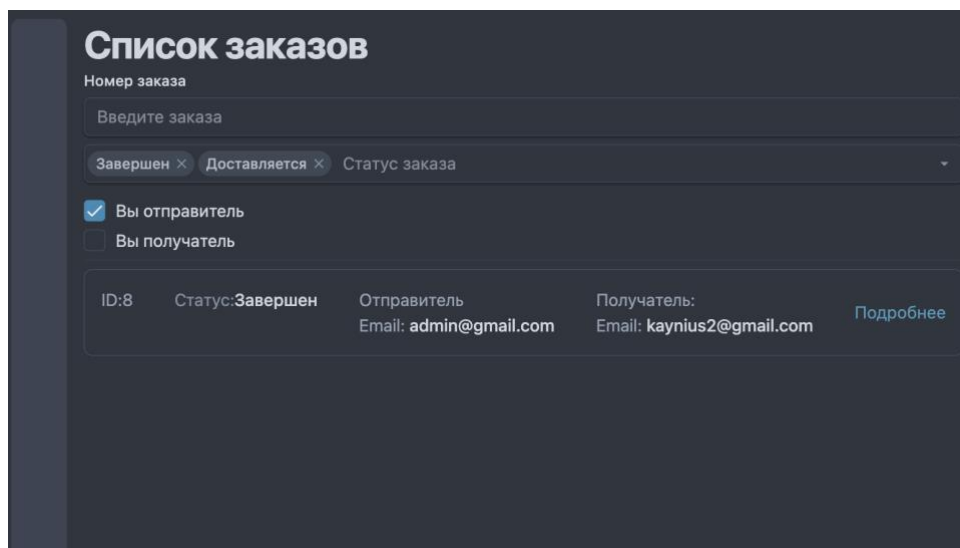 Список заказов
Номер заказа
Введите заказа
Завершен × Доставляется × Статус заказа
Вы отправитель
Вы получатель
ID:8 Статус:Завершен Отправитель Получатель: Подробнее
Email: admin@gmail.com Email: kaynius2@gmail.com